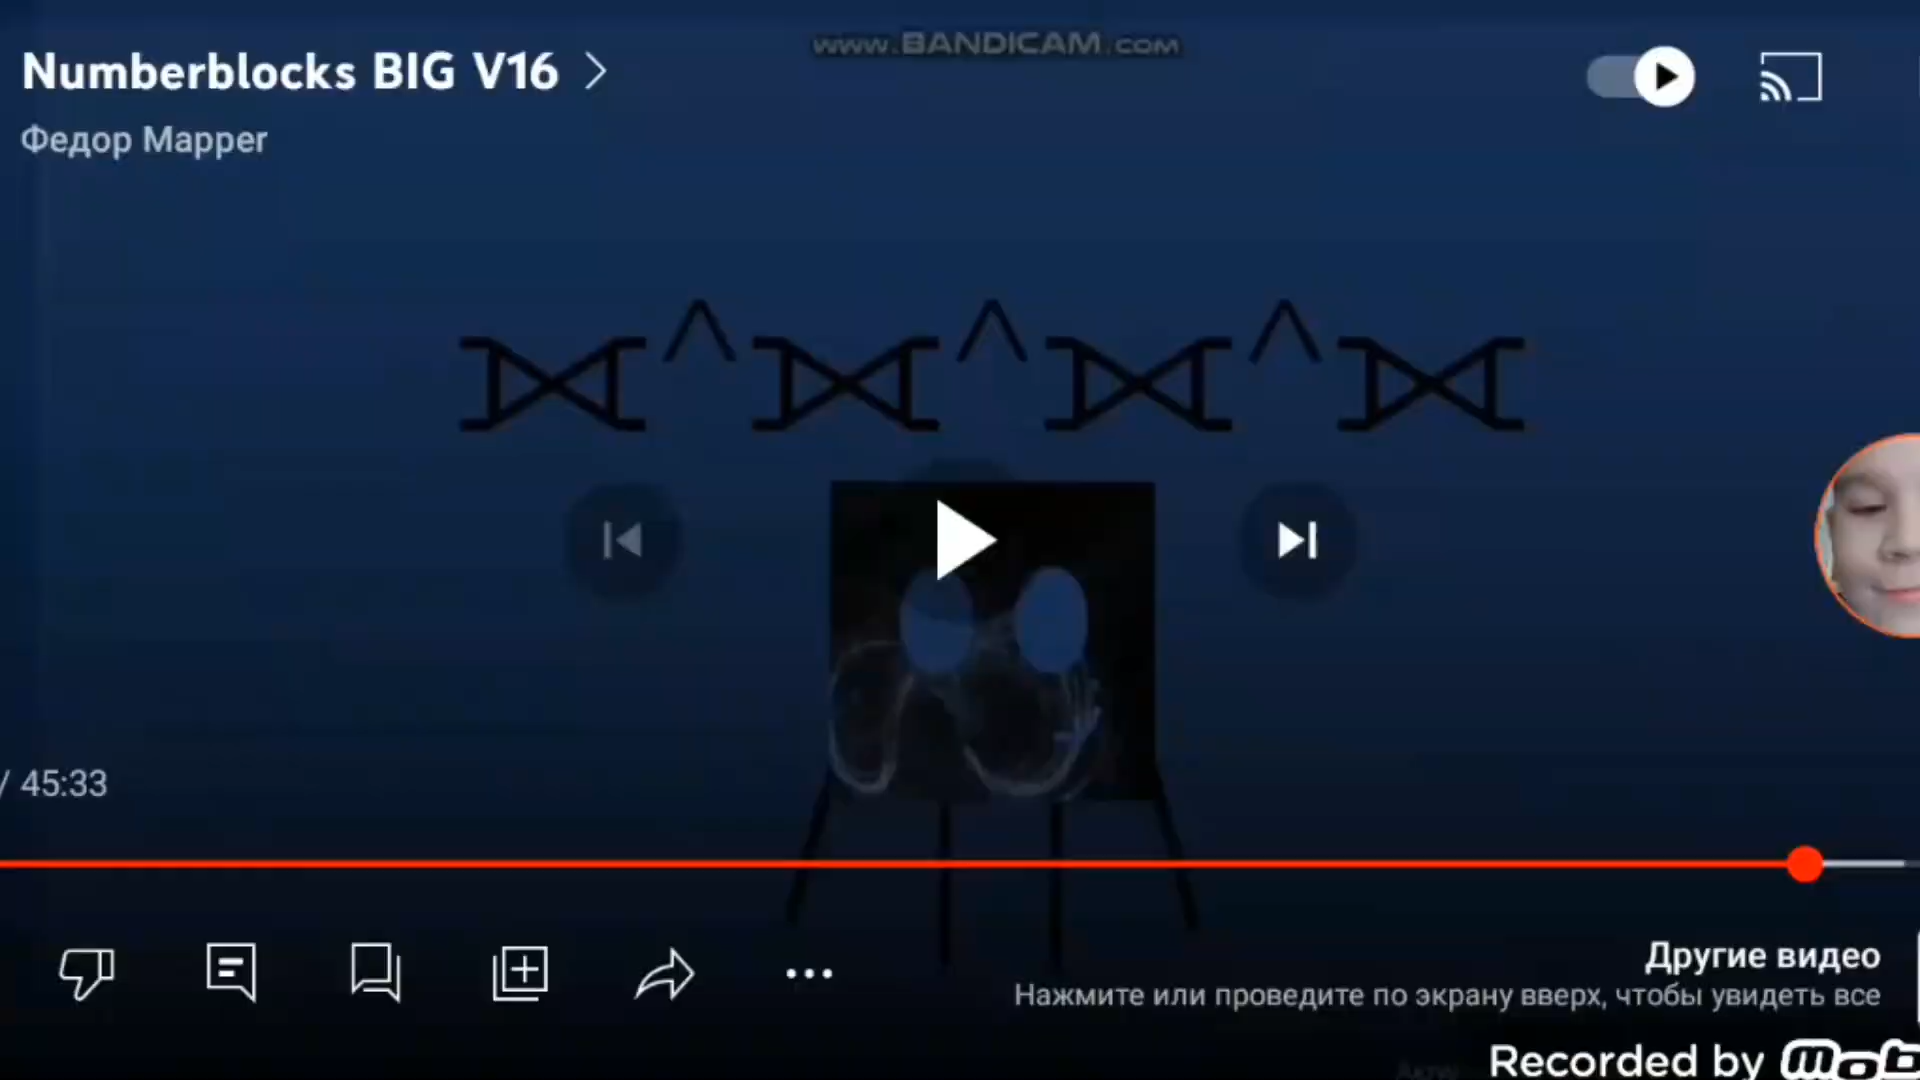 www.BANDICAM.com
Numberblocks BIG V16
Федор Mapper
/ 45:33
Другие видео
Нажмите или проведите по экрану вверх, чтобы увидеть все
Recorded by